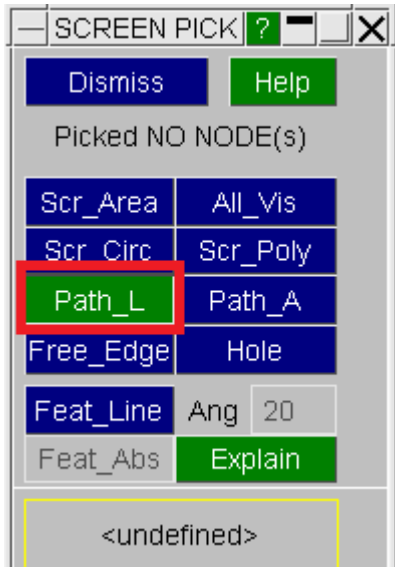 SCREEN PICK ?
Dismiss Help
Picked NO NODE(s)
Scr_Area All_Vis
Scr_Circ Scr_Poly
Path_L Path_A
Free_Edge Hole
Feat_Line Ang 20
Feat_Abs Explain
<undefined>